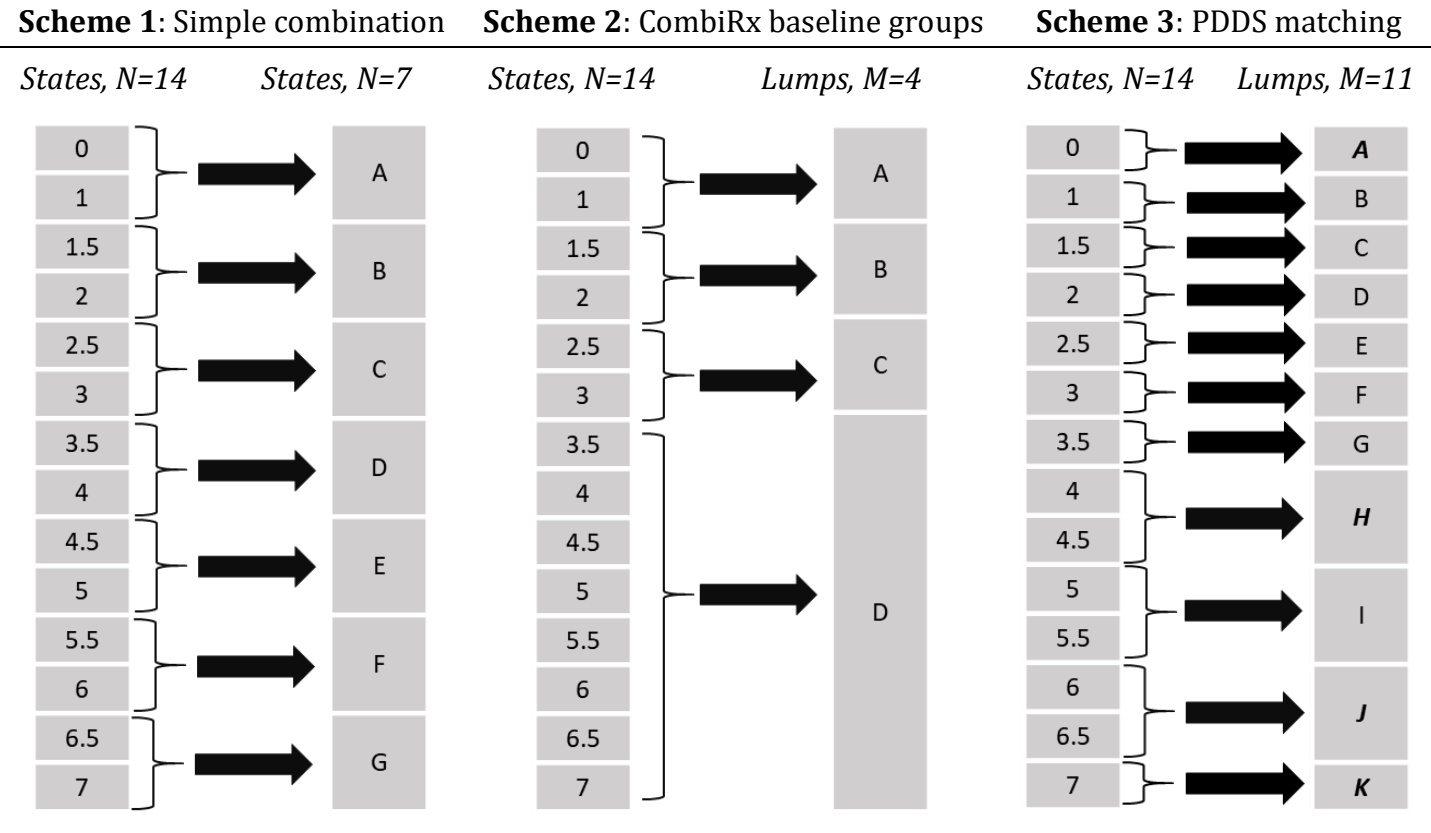 Scheme 1: Simple combination
States, N=14 States, N=7
0
1
1.5
2
2.5
3
3.5
4
4.5
5
5.5
6
6.5
7
A
B
C
D
E
F
G
Scheme 2: CombiRx baseline groups
States, N=14 Lumps, M=4
0
1
1.5
2
2.5
3
3.5
4
4.5
5
5.5
6
6.5
7
A
B
C
D
Scheme 3: PDDS matching
States, N=14 Lumps, M=11
0
1
1.5
2
2.5
3
3.5
4
4.5
5
5.5
6
6.5
7
A
B
C
D
E
F
G
H
I
J
K